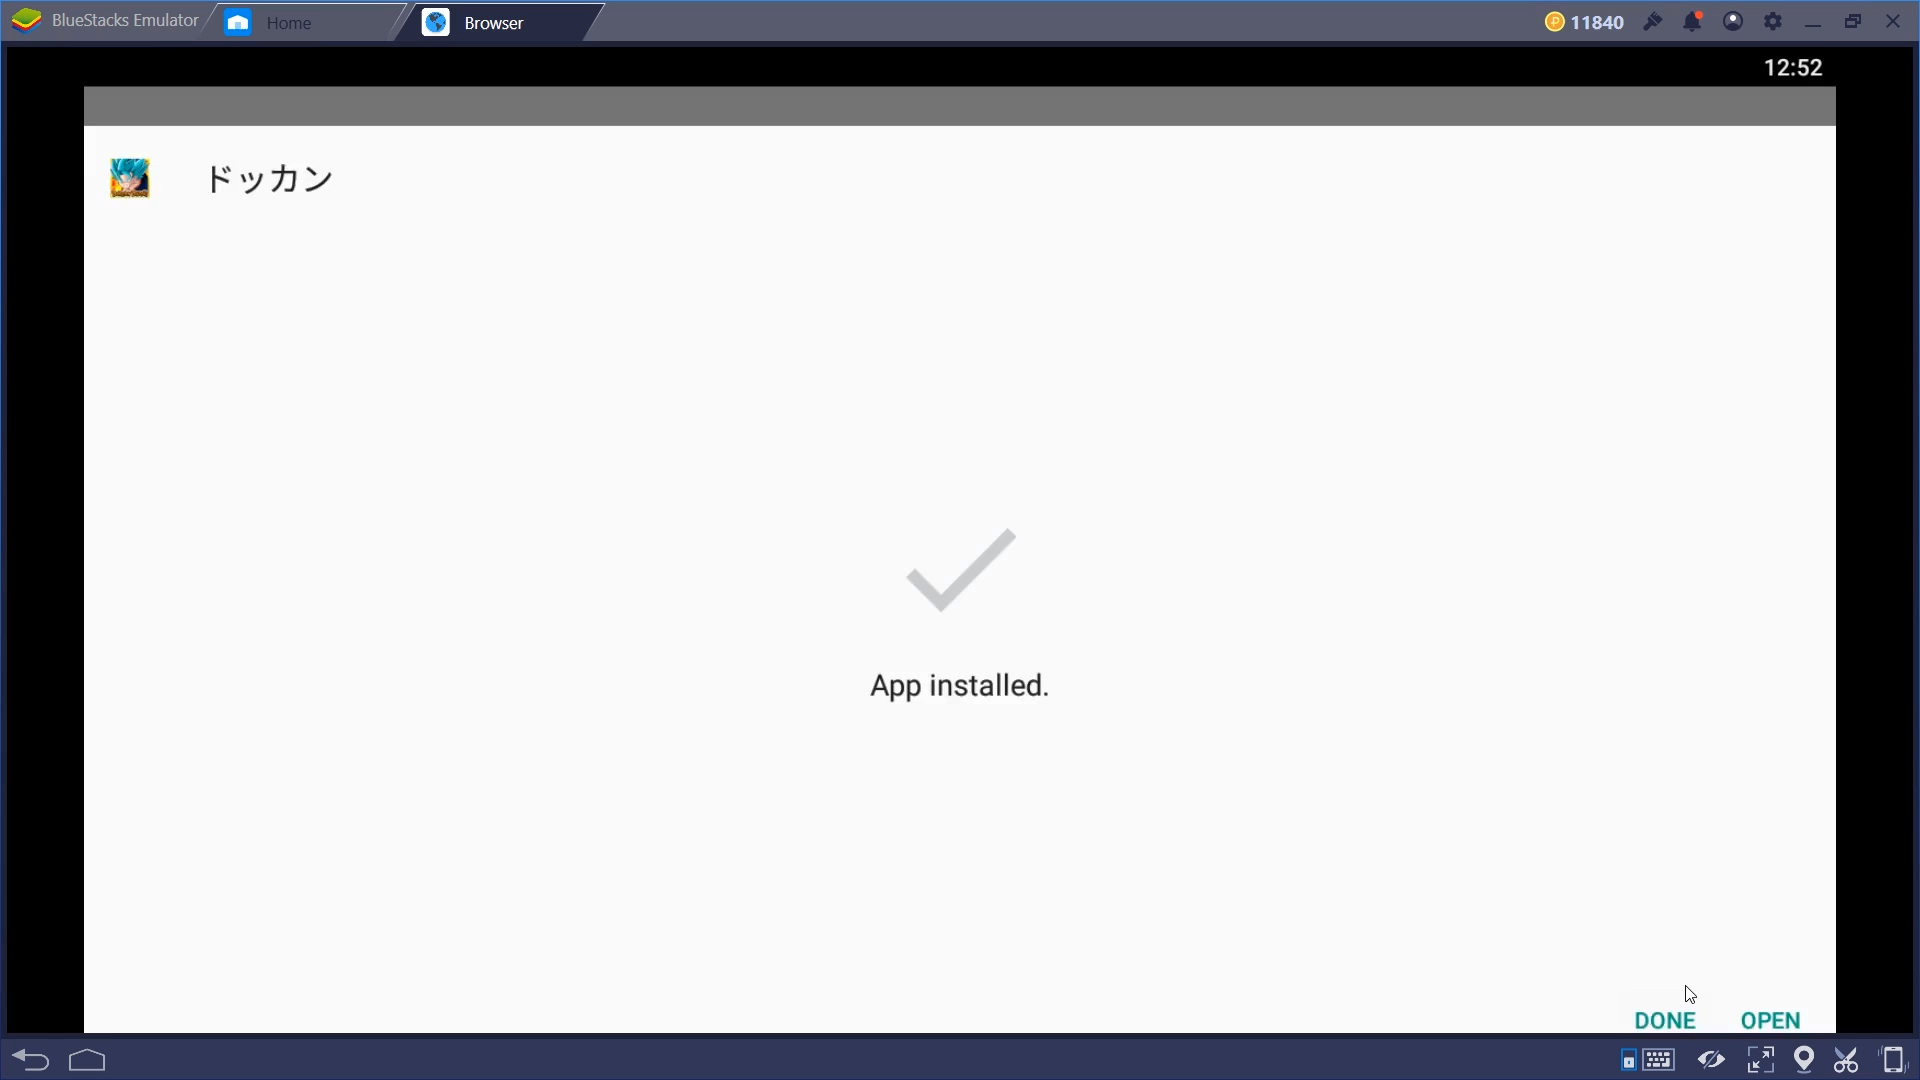 BlueStacks Emulator
Home
Browser
11840
12:52
ドッカン
App installed.
DONE
OPEN